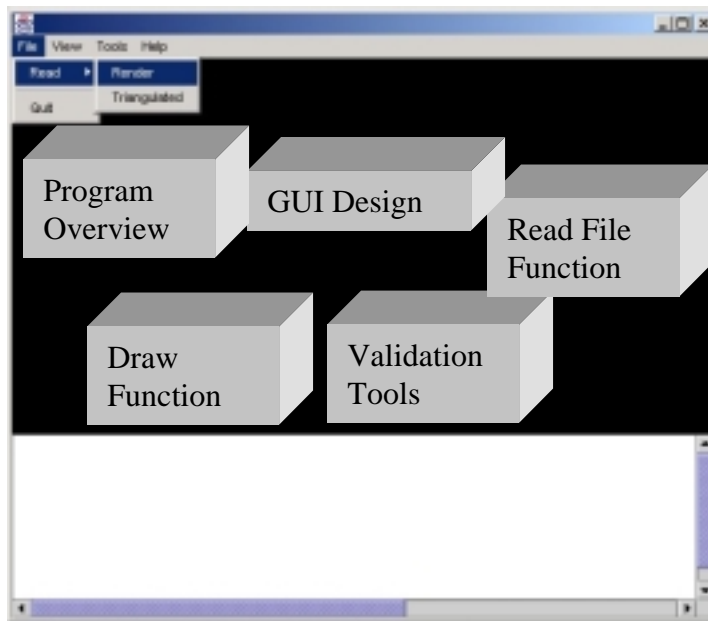 File View Tools Help
Read Render
Triangulated
Quit
Program
Overview
GUI Design
Read File
Function
Draw
Function
Validation
Tools